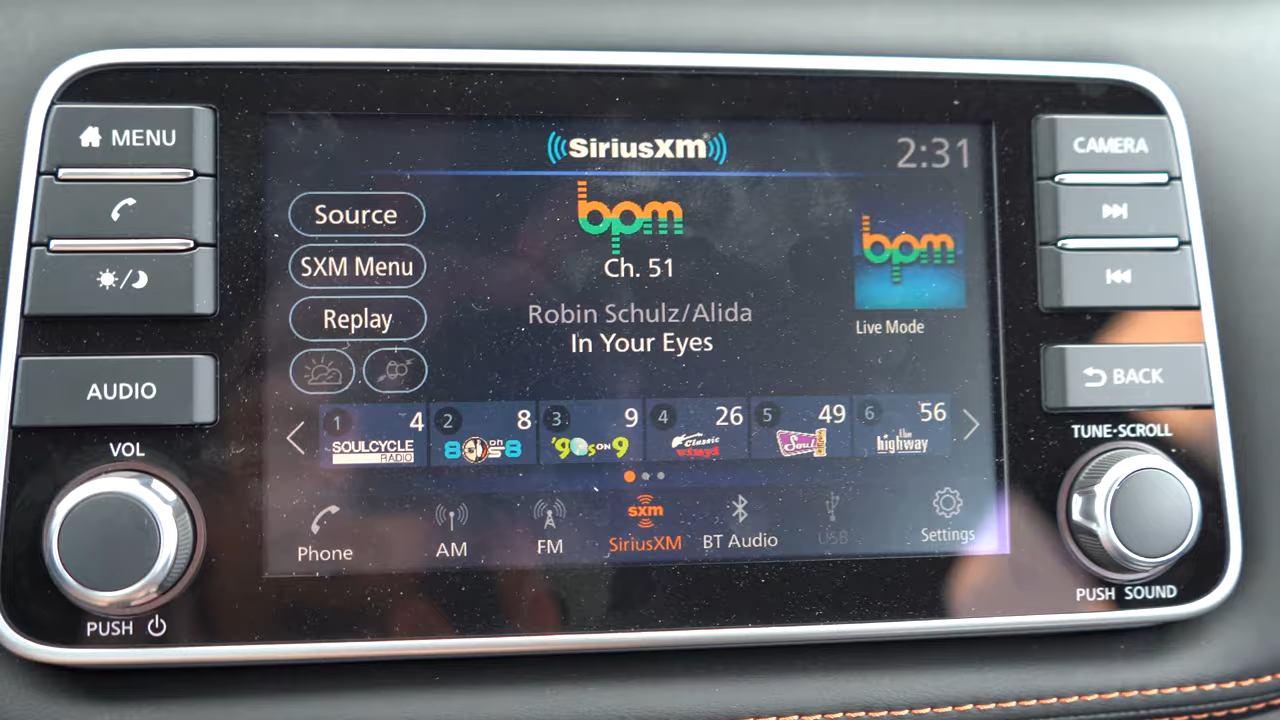 MENU
AUDIO
VOL
PUSH
SiriusXM
2:31
Source
SXM Menu
Replay
bpm
Ch. 51
Robin Schulz/Alida
In Your Eyes
bpm
Live Mode
1 4
SOULCYCLE
RADIO
2 8
80s on 8
3 9
'90s ON 9
4 26
Classic
vinyl
5 49
Soul
6 56
the
highway
Phone
AM
FM
sxm
SiriusXM
BT Audio
USB
Settings
CAMERA
BACK
TUNE·SCROLL
PUSH SOUND